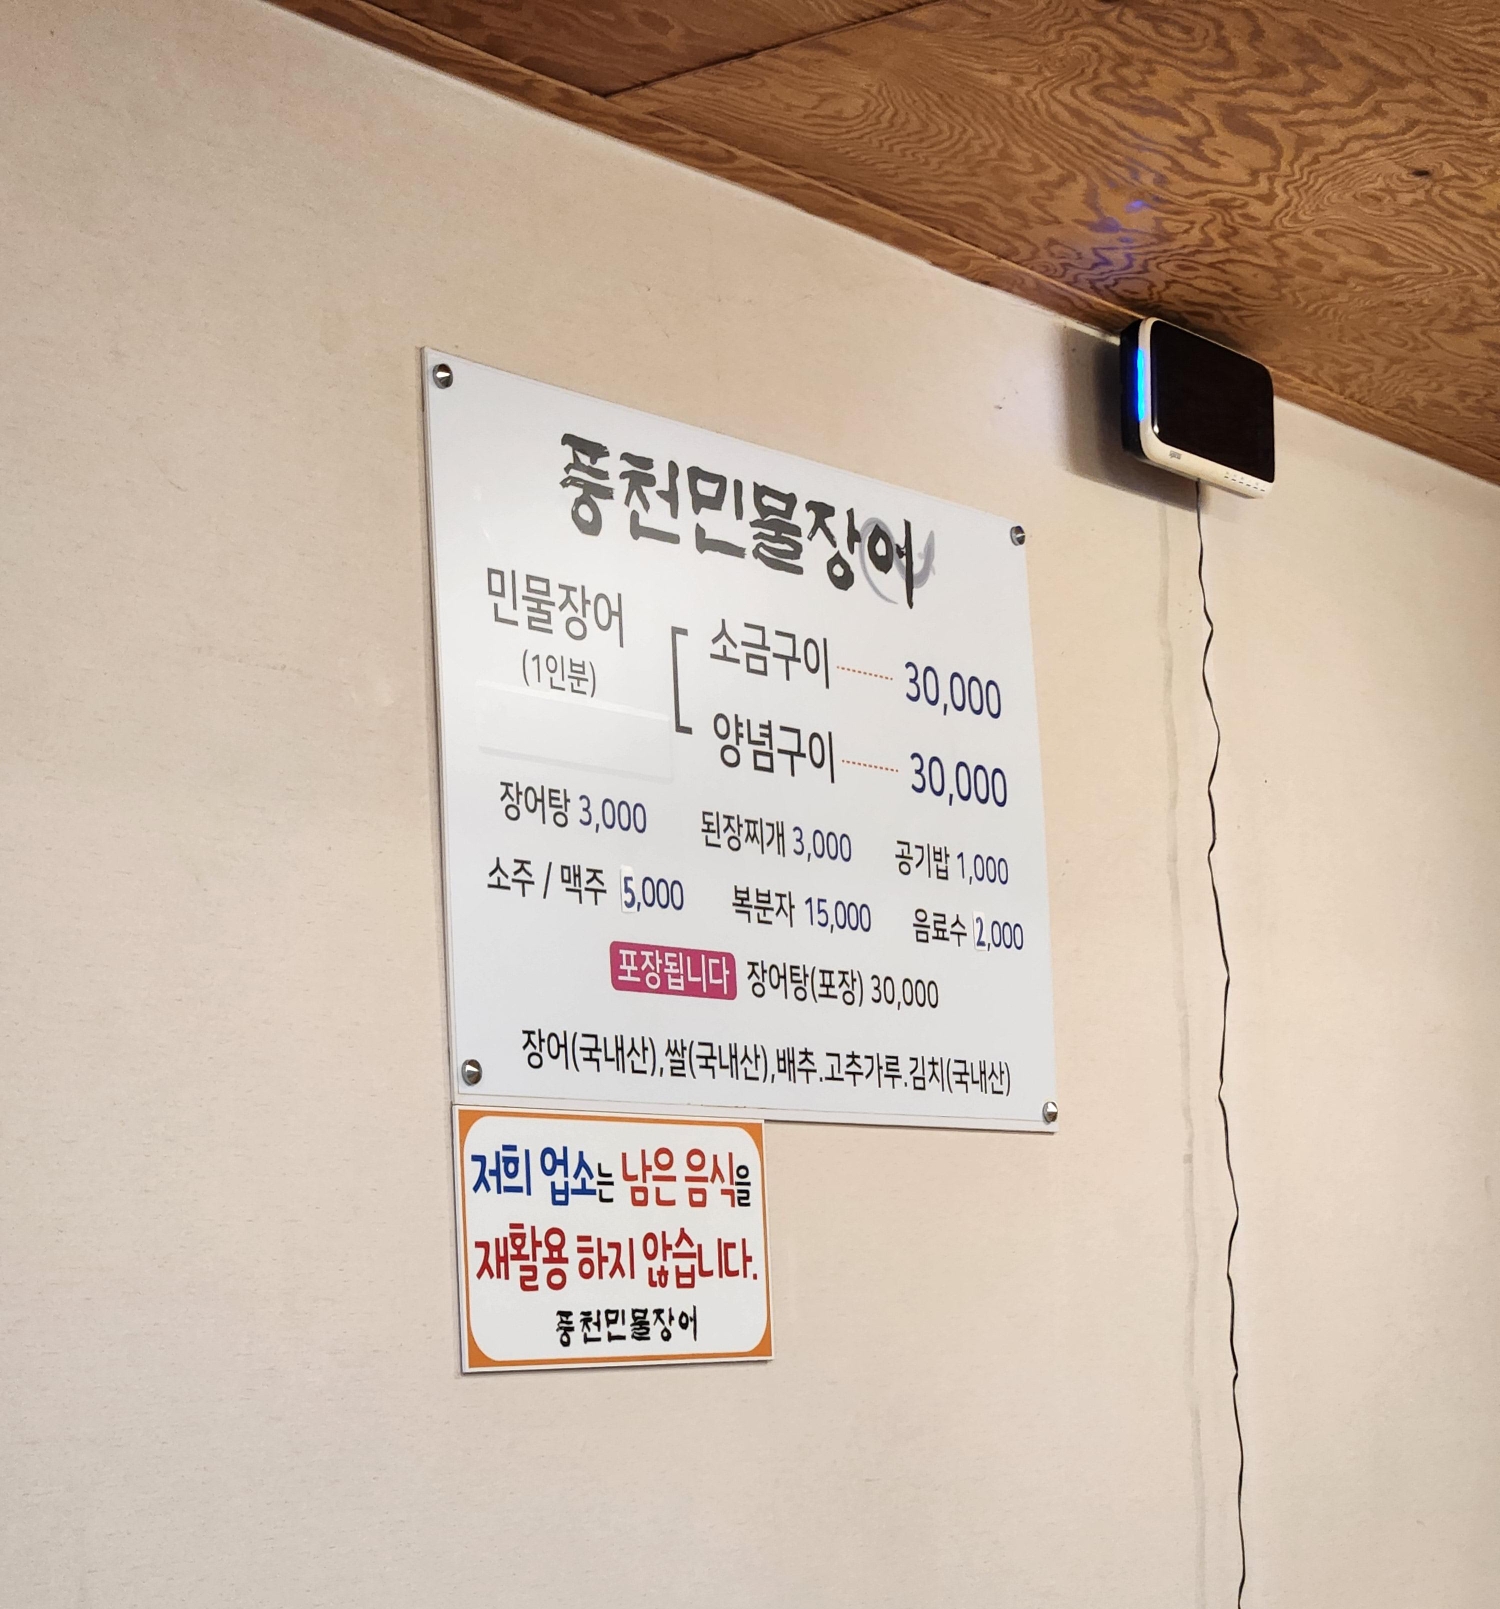 풍천민물장어
민물장어 소금구이 30,000
(1인분) 양념구이 30,000
장어탕 3,000 된장찌개 3,000 공기밥 1,000
소주 / 맥주 5,000 복분자 15,000 음료수 2,000
포장됩니다 장어탕(포장) 30,000
장어(국내산),쌀(국내산),배추.고추가루.김치(국내산)
저희 업소는 남은 음식을
재활용 하지 않습니다.
풍천민물장어